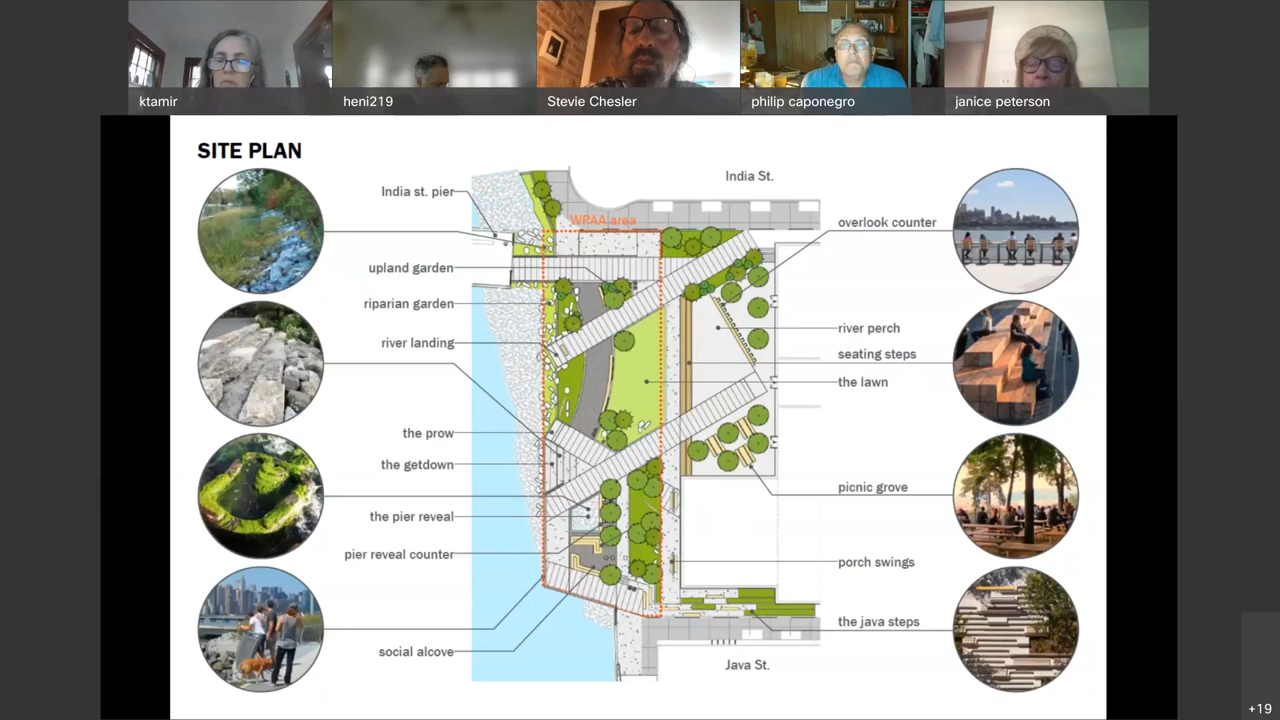 ktamir
heni219
Stevie Chesler
philip caponegro
janice peterson
SITE PLAN
India st. pier
upland garden
riparian garden
river landing
the prow
the getdown
the pier reveal
pier reveal counter
social alcove
India St.
WPAA area
overlook counter
river perch
seating steps
the lawn
picnic grove
porch swings
the java steps
Java St.
+19